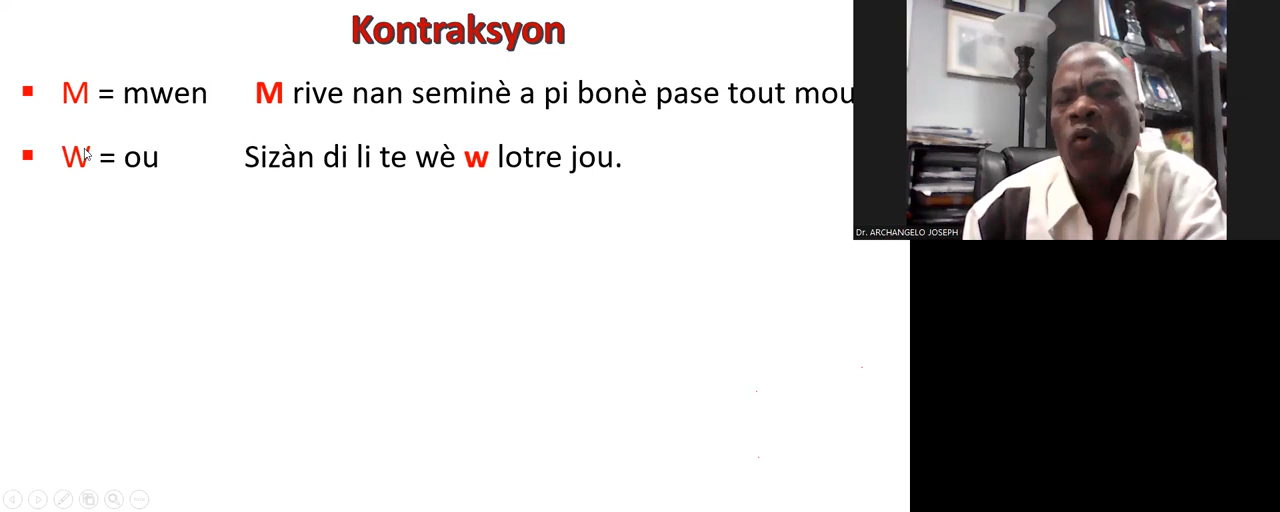 Kontraksyon
M = mwen M rive nan seminè a pi bonè pase tout mou
W = ou Sizàn di li te wè w lotre jou.
Dr. ARCHANGELO JOSEPH